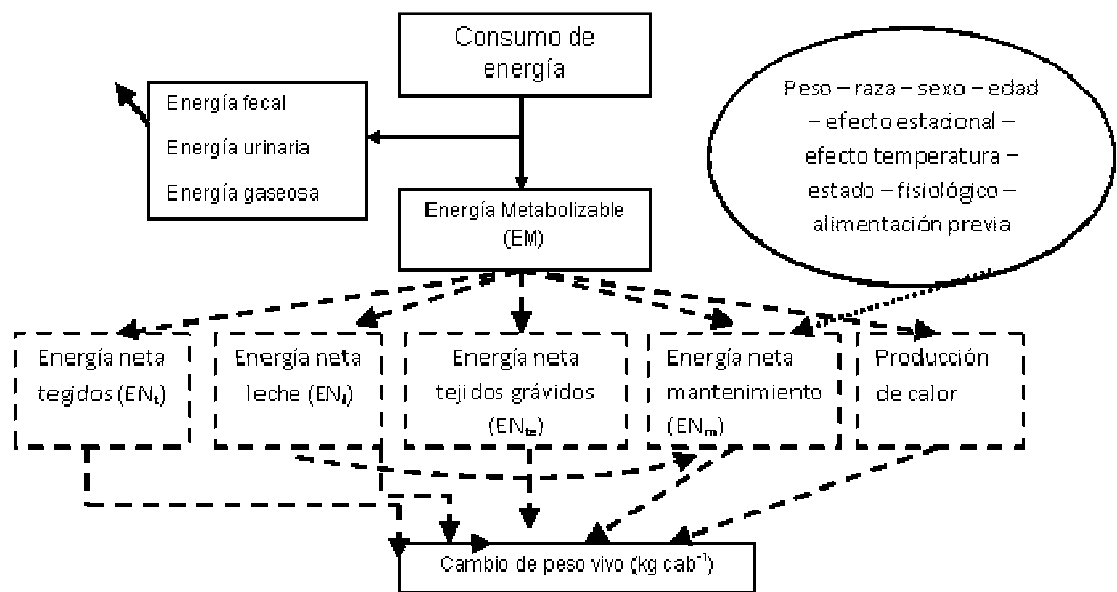 Consumo de
energía
Energía fecal
Energía urinaria
Energía gaseosa
Peso – raza – sexo – edad
– efecto estacional –
efecto temperatura –
estado – fisiológico –
alimentación previa
Energía Metabolizable
(EM)
Energía neta
tegidos (ENt)
Energía neta
leche (ENl)
Energía neta
tejidos grávidos
(ENte)
Energía neta
mantenimiento
(ENm)
Producción
de calor
Cambio de peso vivo (kg cab⁻¹)